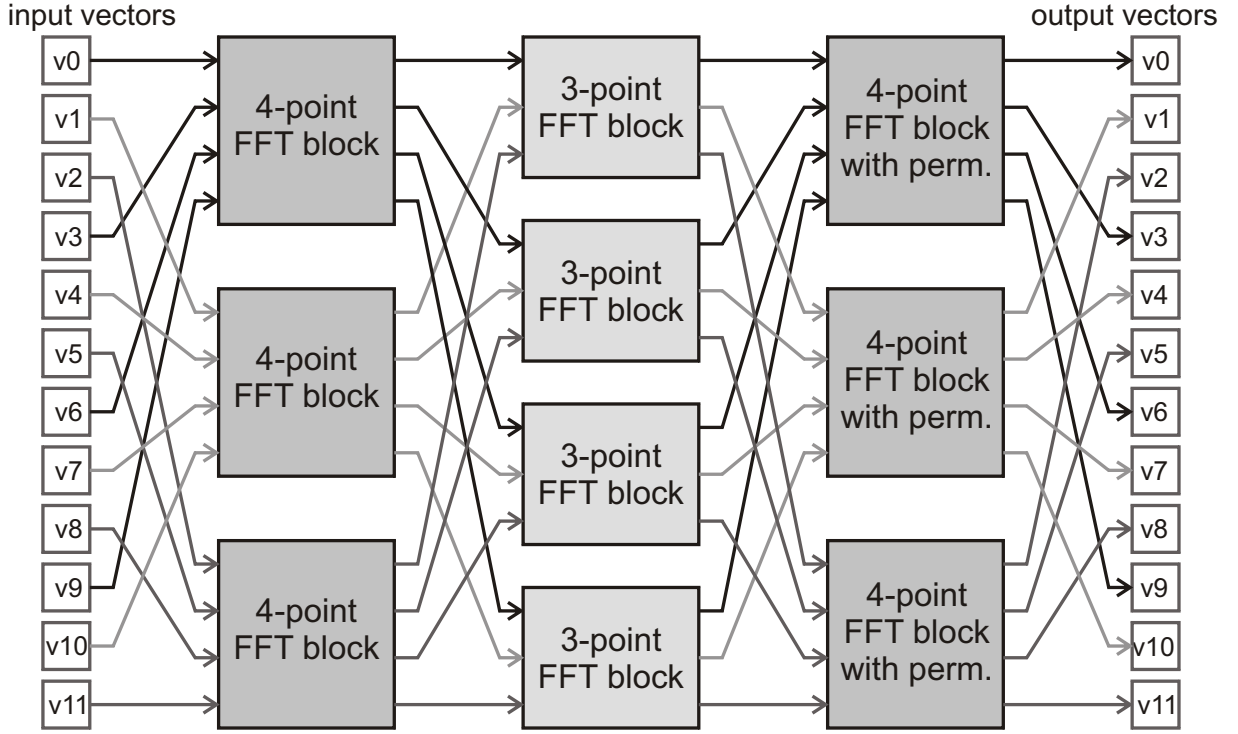 input vectors
output vectors
v0
v1
v2
v3
v4
v5
v6
v7
v8
v9
v10
v11
4-point
FFT block
4-point
FFT block
4-point
FFT block
3-point
FFT block
3-point
FFT block
3-point
FFT block
3-point
FFT block
4-point
FFT block
with perm.
4-point
FFT block
with perm.
4-point
FFT block
with perm.
v0
v1
v2
v3
v4
v5
v6
v7
v8
v9
v10
v11